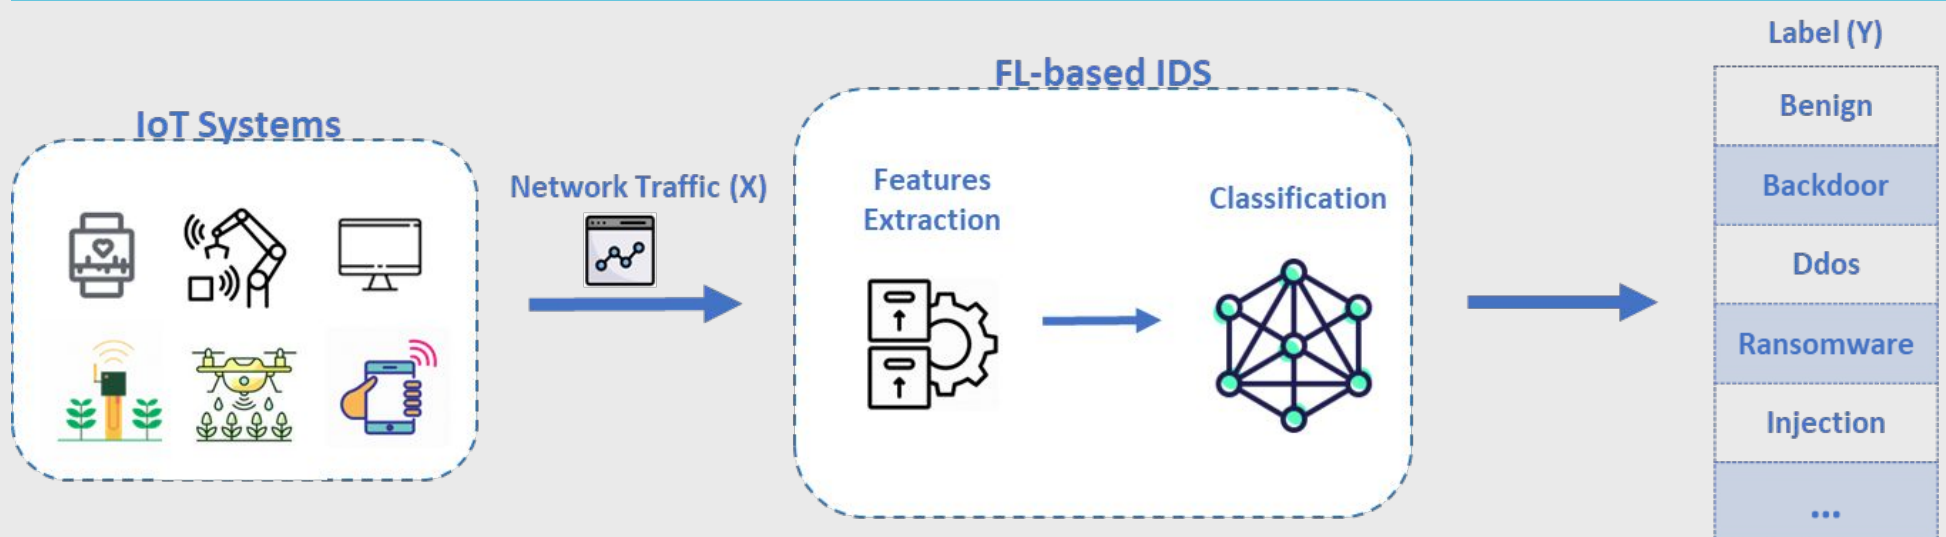 IoT Systems
Network Traffic (X)
FL-based IDS
Features
Extraction
Classification
Label (Y)
Benign
Backdoor
Ddos
Ransomware
Injection
...